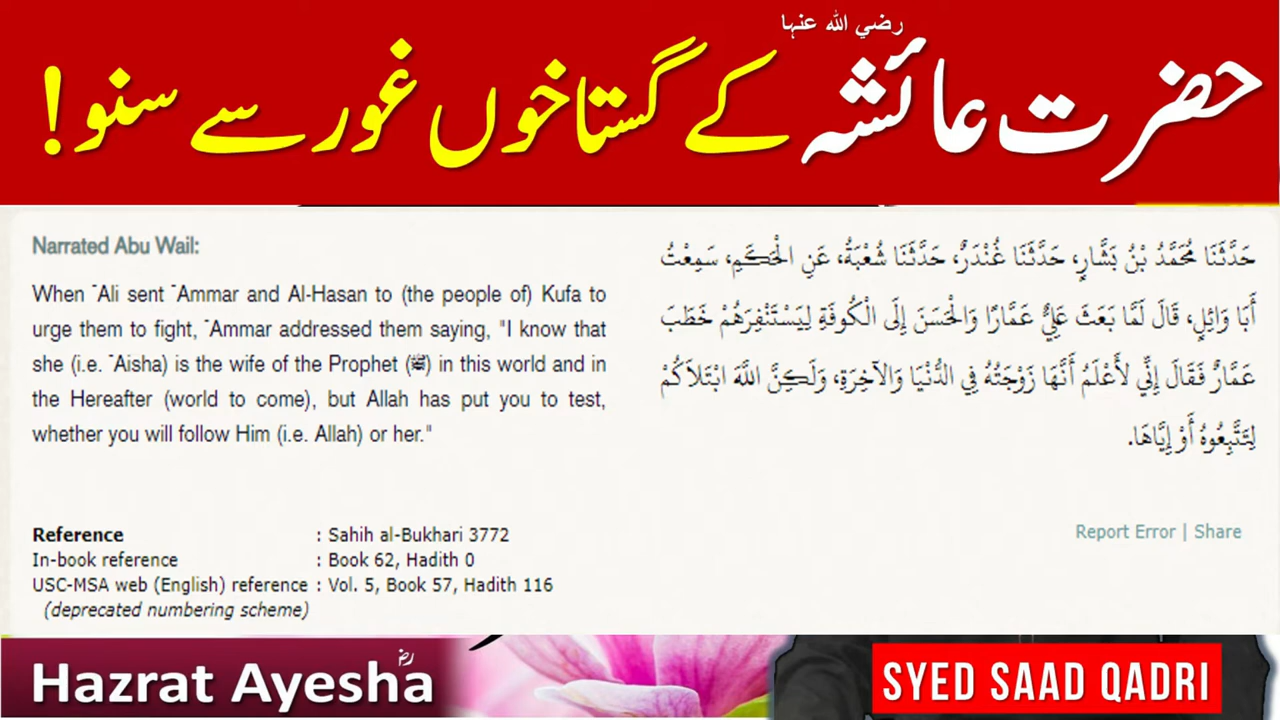 رضي الله عنہا
حضرت عائشہ کے گستاخوں غور سے سنو!
Narrated Abu Wail:
When `Ali sent `Ammar and Al-Hasan to (the people of) Kufa to
urge them to fight, `Ammar addressed them saying, "I know that
she (i.e. `Aisha) is the wife of the Prophet (ﷺ) in this world and in
the Hereafter (world to come), but Allah has put you to test,
whether you will follow Him (i.e. Allah) or her."
حَدَّثَنَا مُحَمَّدُ بْنُ بَشَّارٍ، حَدَّثَنَا غُنْدَرٌ، حَدَّثَنَا شُعْبَةُ، عَنِ الْحَكَمِ، سَمِعْتُ
أَبَا وَائِلٍ، قَالَ لَمَّا بَعَثَ عَلِيٌّ عَمَّارًا وَالْحَسَنَ إِلَى الْكُوفَةِ لِيَسْتَنْفِرَهُمْ خَطَبَ
عَمَّارٌ فَقَالَ إِنِّي لأَعْلَمُ أَنَّهَا زَوْجَتُهُ فِي الدُّنْيَا وَالآخِرَةِ، وَلَكِنَّ اللَّهَ ابْتَلاَكُمْ
لِتَتَّبِعُوهُ أَوْ إِيَّاهَا.
Reference : Sahih al-Bukhari 3772
In-book reference : Book 62, Hadith 0
USC-MSA web (English) reference : Vol. 5, Book 57, Hadith 116
(deprecated numbering scheme)
Report Error | Share
Hazrat Ayesha رض
SYED SAAD QADRI